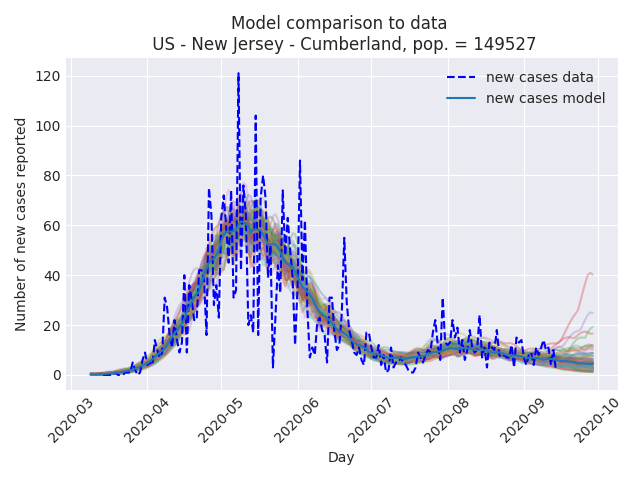 Model comparison to data
US - New Jersey - Cumberland, pop. = 149527
new cases data
new cases model
Number of new cases reported
120
100
80
60
40
20
0
2020-03
2020-04
2020-05
2020-06
2020-07
2020-08
2020-09
2020-10
Day